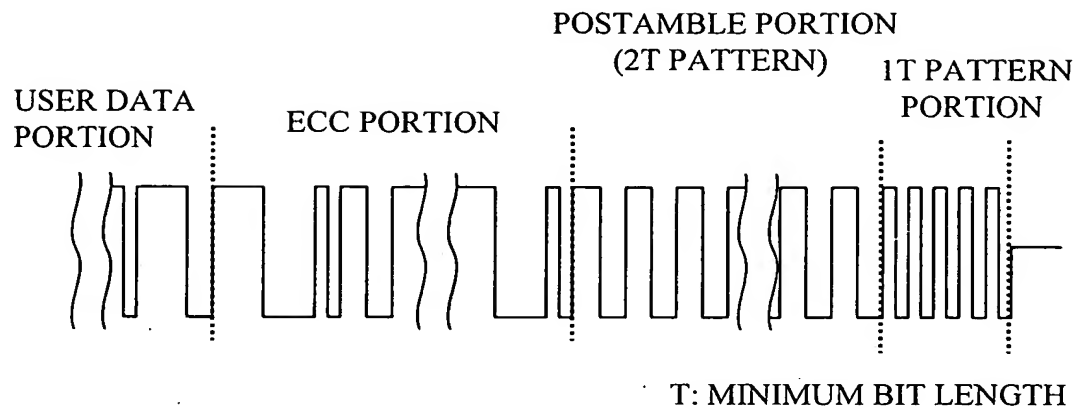 USER DATA
PORTION
ECC PORTION
POSTAMBLE PORTION
(2T PATTERN)
1T PATTERN
PORTION
T: MINIMUM BIT LENGTH